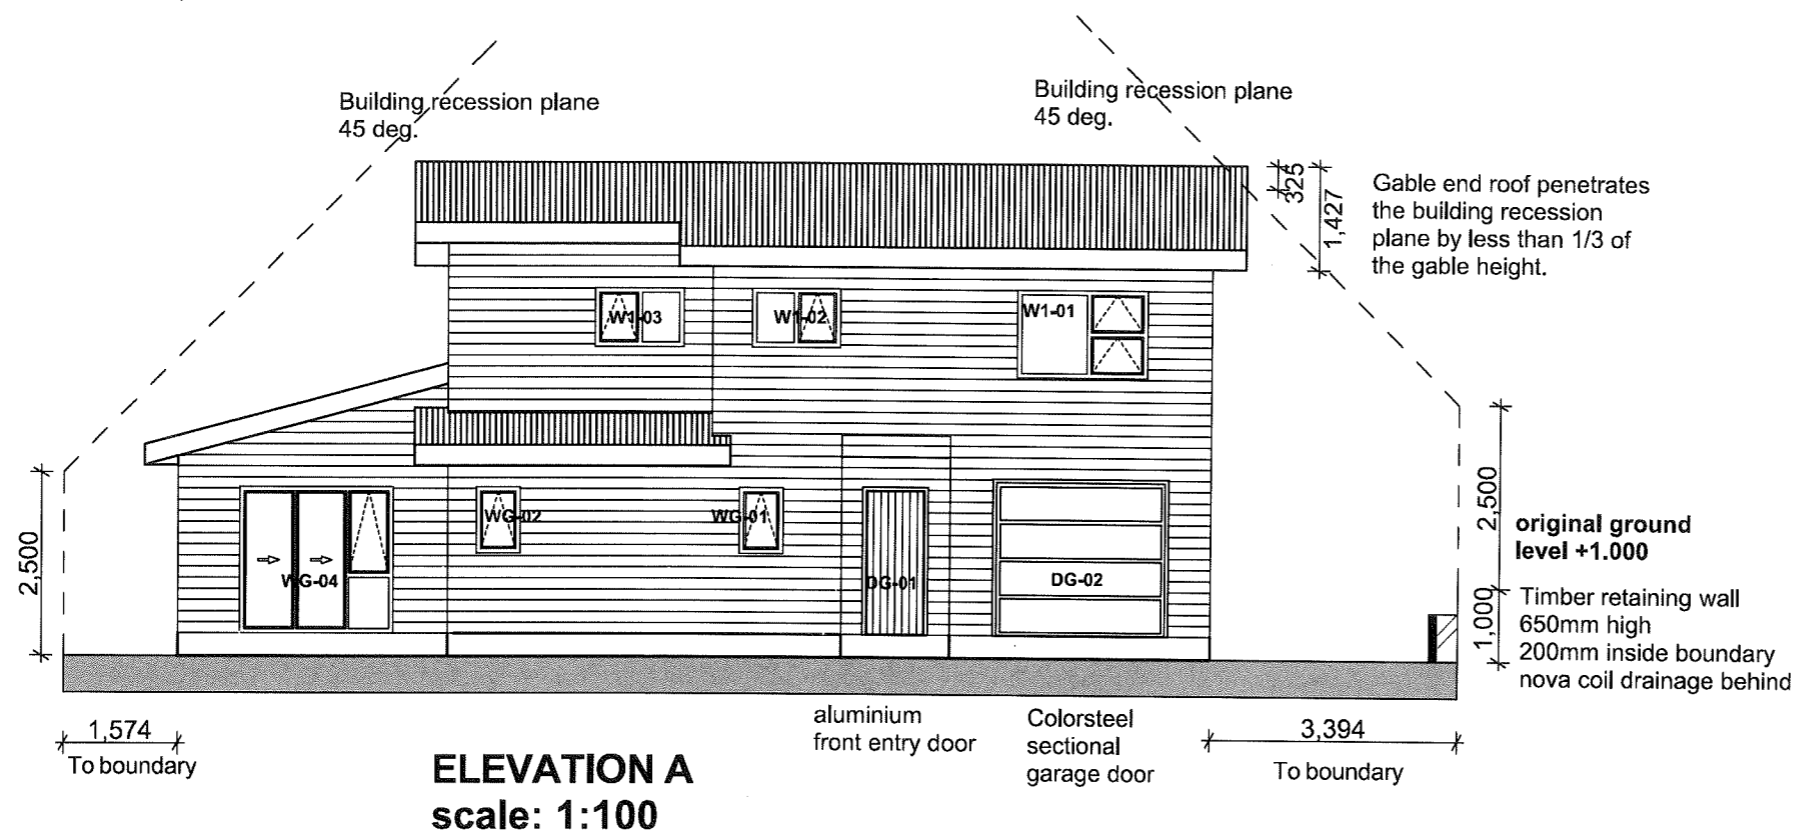 Building recession plane
45 deg.
Building recession plane
45 deg.
325
1,427
Gable end roof penetrates
the building recession
plane by less than 1/3 of
the gable height.
W1-03
W1-02
W1-01
2,500
WG-04
WG-02
WG-01
DG-01
DG-02
2,500
original ground
level +1.000
1,000
Timber retaining wall
650mm high
200mm inside boundary
nova coil drainage behind
1,574
To boundary
aluminium
front entry door
Colorsteel
sectional
garage door
3,394
To boundary
ELEVATION A
scale: 1:100